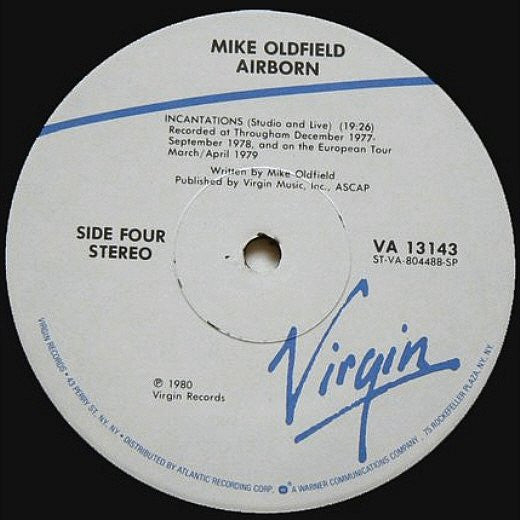 MIKE OLDFIELD
AIRBORN
INCANTATIONS (Studio and Live) (19:26)
Recorded at Througham December 1977-
September 1978, and on the European Tour
March/April 1979
Written by Mike Oldfield
Published by Virgin Music, Inc., ASCAP
SIDE FOUR
STEREO
VA 13143
ST-VA-804488-SP
℗ 1980
Virgin Records
Virgin
VIRGIN RECORDS • 43 PERRY ST. NY, NY • DISTRIBUTED BY ATLANTIC RECORDING CORP. A WARNER COMMUNICATIONS COMPANY . 75 ROCKEFELLER PLAZA, NY, NY.